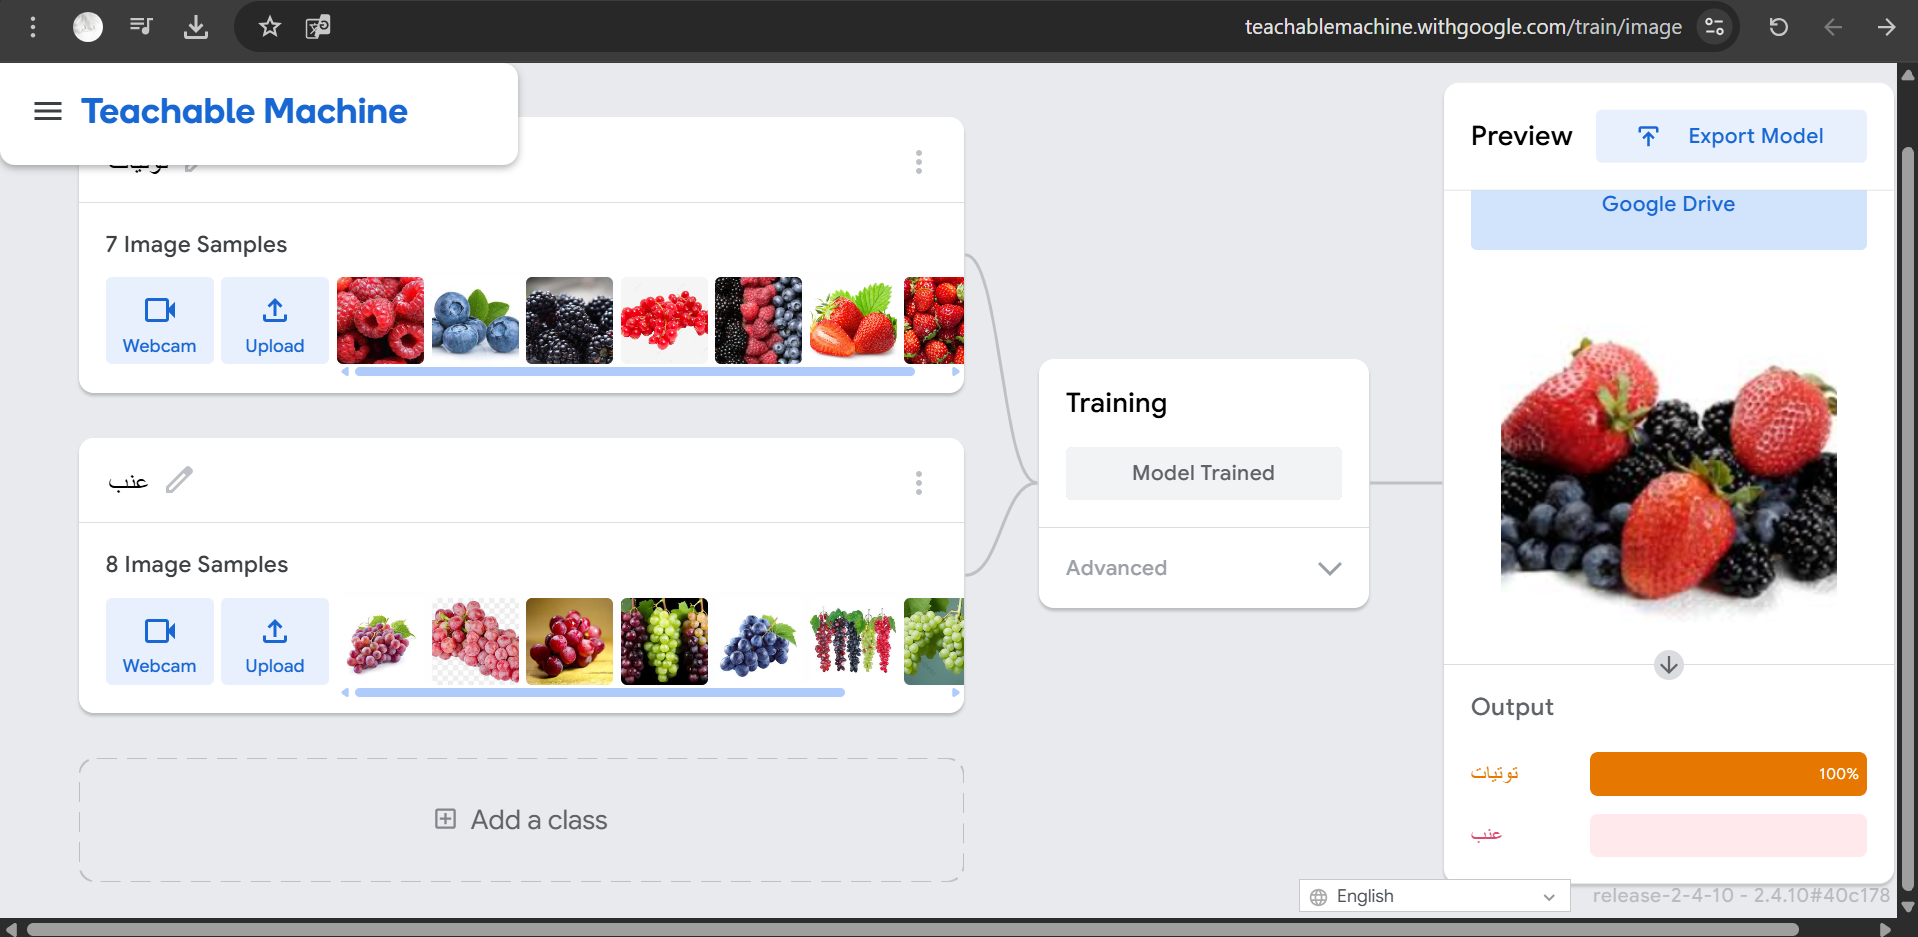 teachablemachine.withgoogle.com/train/image
Teachable Machine
توتيات
7 Image Samples
Webcam
Upload
عنب
8 Image Samples
Webcam
Upload
Add a class
Training
Model Trained
Advanced
Preview
Export Model
Google Drive
Output
توتيات
100%
عنب
English
release-2-4-10 - 2.4.10#40c178